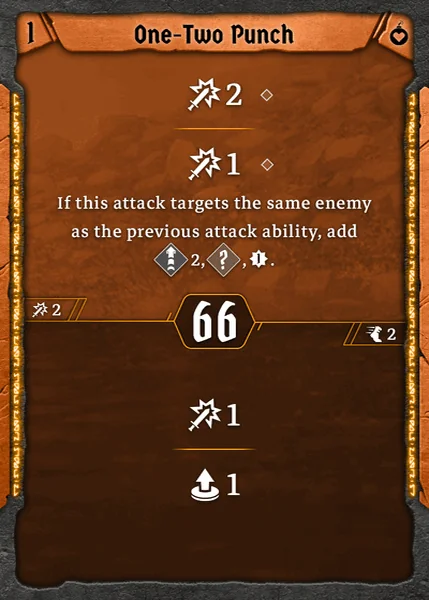 1
One-Two Punch
2
1
If this attack targets the same enemy
as the previous attack ability, add
2, ?, 1.
2
66
2
1
1